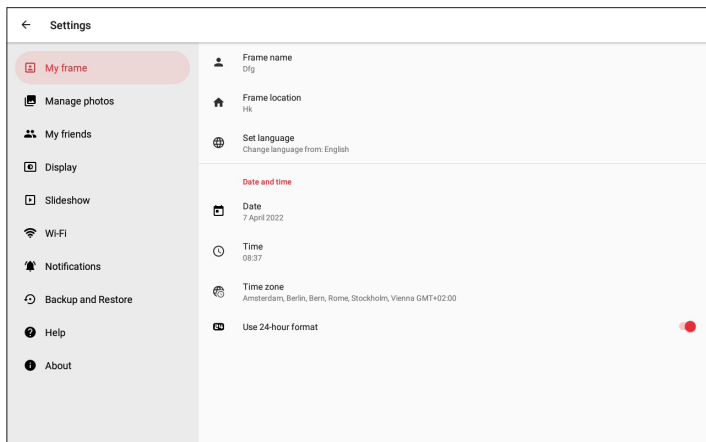 Settings
My frame
Manage photos
My friends
Display
Slideshow
Wi-Fi
Notifications
Backup and Restore
Help
About
Frame name
Dfg
Frame location
Hk
Set language
Change language from: English
Date and time
Date
7 April 2022
Time
08:37
Time zone
Amsterdam, Berlin, Bern, Rome, Stockholm, Vienna GMT+02:00
24
Use 24-hour format